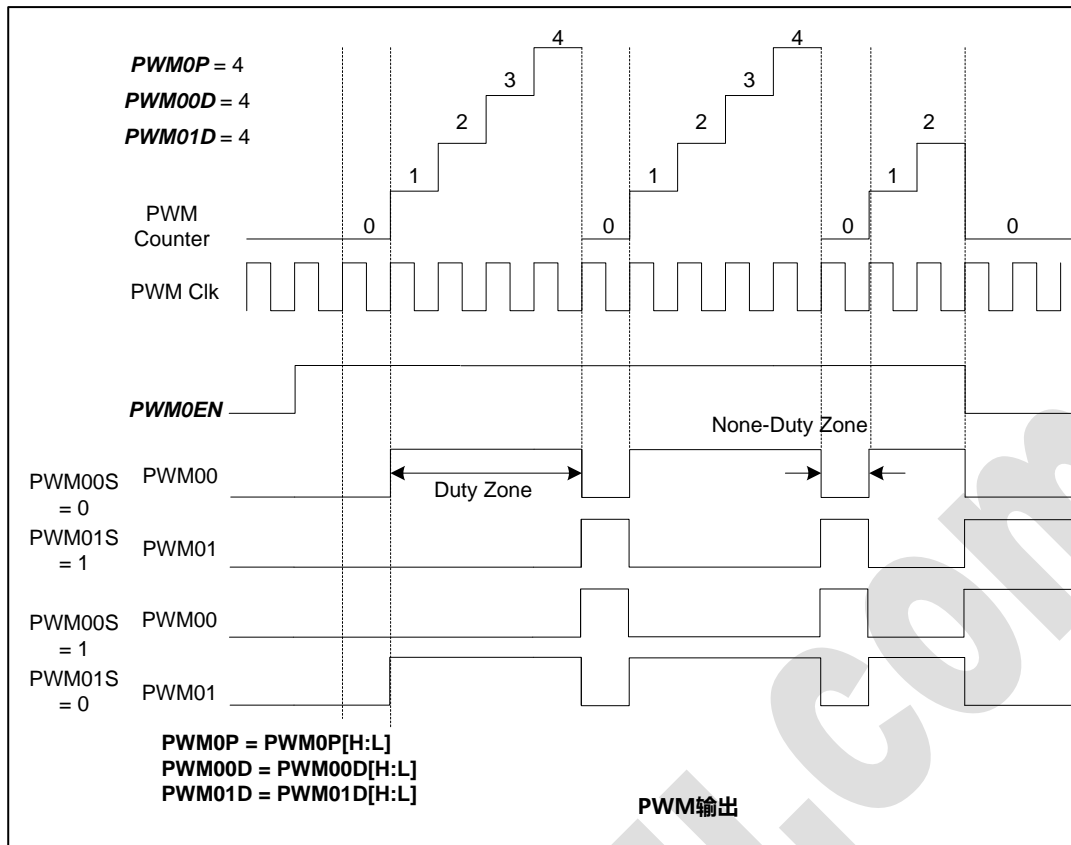 4 4
PWM0P = 4
3 3
PWM00D = 4
2 2 2
PWM01D = 4
1 1 1
PWM
Counter
0 0 0 0
PWM Clk
PWM0EN
None-Duty Zone
PWM00S
= 0
PWM00
Duty Zone
PWM01S
= 1
PWM01
PWM00S
= 1
PWM00
PWM01S
= 0
PWM01
PWM0P = PWM0P[H:L]
PWM00D = PWM00D[H:L]
PWM01D = PWM01D[H:L]
PWM输出